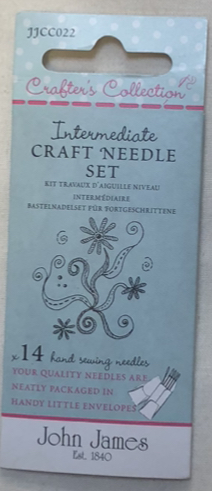 JJCC022
Crafter's Collection
Intermediate
CRAFT NEEDLE
SET
KIT TRAVAUX D'AIGUILLE NIVEAU
INTERMÉDIAIRE
BASTELNADELSET FÜR FORTGESCHRITTENE
x14 hand sewing needles
YOUR QUALITY NEEDLES ARE
NEATLY PACKAGED IN
HANDY LITTLE ENVELOPES
John James
Est. 1840